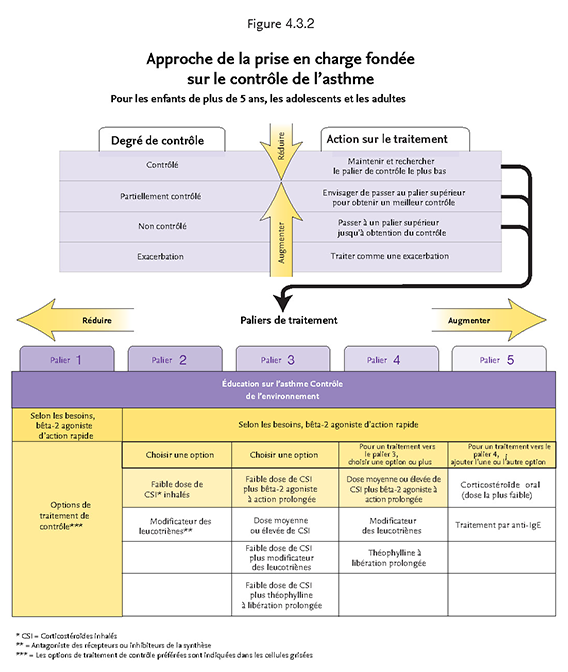 Figure 4.3.2
Approche de la prise en charge fondée
sur le contrôle de l'asthme
Pour les enfants de plus de 5 ans, les adolescents et les adultes
Degré de contrôle
Réduire
Action sur le traitement
Contrôlé
Maintenir et rechercher
le palier de contrôle le plus bas
Partiellement contrôlé
Envisager de passer au palier supérieur
pour obtenir un meilleur contrôle
Augmenter
Non contrôlé
Passer à un palier supérieur
jusqu'à obtention du contrôle
Exacerbation
Traiter comme une exacerbation
Réduire
Paliers de traitement
Augmenter
Palier 1
Palier 2
Palier 3
Palier 4
Palier 5
Éducation sur l'asthme Contrôle
de l'environnement
Selon les besoins,
bêta-2 agoniste
d'action rapide
Selon les besoins, bêta-2 agoniste d'action rapide
Options de
traitement de
contrôle***
Choisir une option
Choisir une option
Pour un traitement vers
le palier 3,
choisir une option ou plus
Pour un traitement vers le
palier 4,
ajouter l'une ou l'autre option
Faible dose de
CSI* inhalés
Faible dose de CSI
plus bêta-2 agoniste
à action prolongée
Dose moyenne ou élevée de
CSI plus bêta-2 agoniste à
action prolongée
Corticostéroïde oral
(dose la plus faible)
Modificateur des
leucotriènes**
Dose moyenne
ou élevée de CSI
Modificateur des
leucotriènes
Traitement par anti-IgE
Faible dose de CSI
plus modificateur
des leucotriènes
Théophylline à
libération prolongée
Faible dose de CSI
plus théophylline
à libération prolongée
* CSI = Corticostéroïdes inhalés
** = Antagoniste des récepteurs ou inhibiteurs de la synthèse
*** = Les options de traitement de contrôle préférées sont indiquées dans les cellules grisées